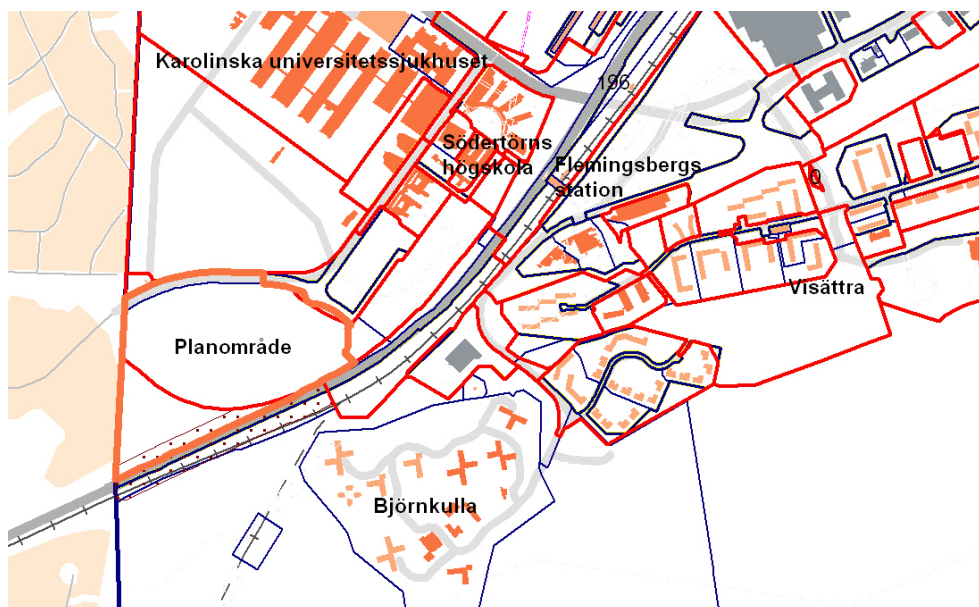 Karolinska universitetssjukhuset
196
Södertörns
högskola
Flemingsbergs
station
0
Visättra
Planområde
Björnkulla